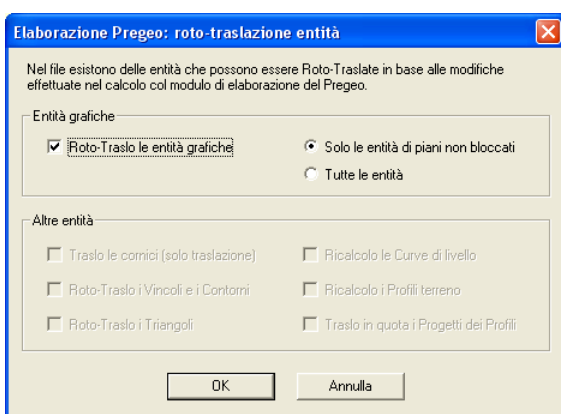 Elaborazione Pregeo: roto-traslazione entità
Nel file esistono delle entità che possono essere Roto-Traslate in base alle modifiche
effettuate nel calcolo col modulo di elaborazione del Pregeo.
Entità grafiche
Roto-Traslo le entità grafiche
Solo le entità di piani non bloccati
Tutte le entità
Altre entità
Traslo le cornici (solo traslazione)
Ricalcolo le Curve di livello
Roto-Traslo i Vincoli e i Contorni
Ricalcolo i Profili terreno
Roto-Traslo i Triangoli
Traslo in quota i Progetti dei Profili
OK
Annulla